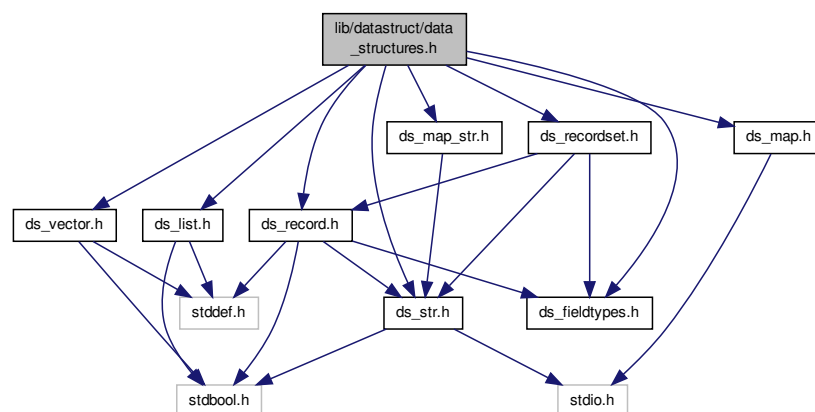 lib/datastruct/data
_structures.h
ds_map_str.h
ds_recordset.h
ds_map.h
ds_vector.h
ds_list.h
ds_record.h
stddef.h
ds_str.h
ds_fieldtypes.h
stdbool.h
stdio.h